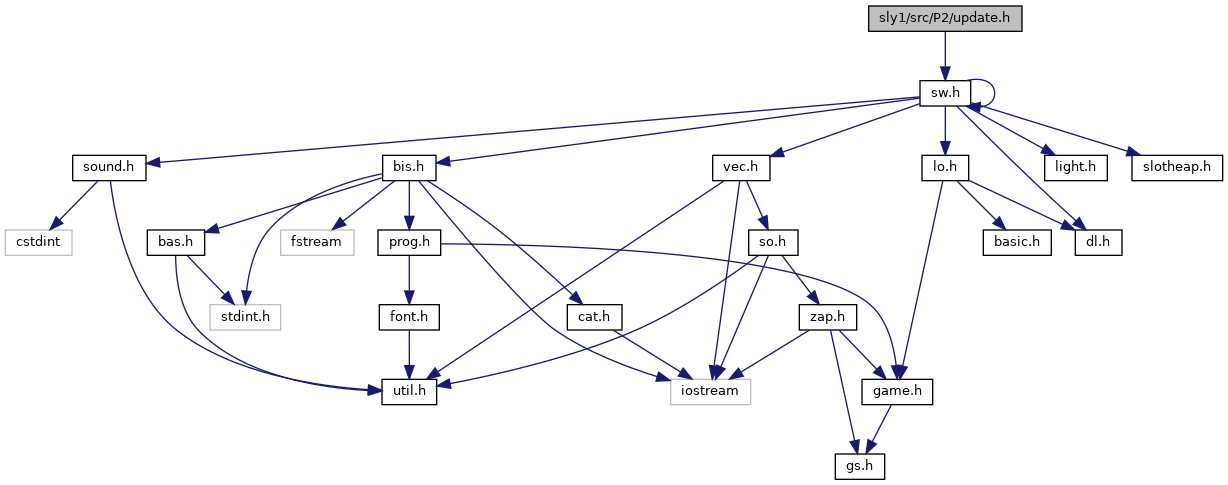 sly1/src/P2/update.h
sw.h
sound.h
bis.h
vec.h
lo.h
light.h
slotheap.h
cstdint
bas.h
fstream
prog.h
so.h
basic.h
dl.h
stdint.h
font.h
cat.h
zap.h
util.h
iostream
game.h
gs.h